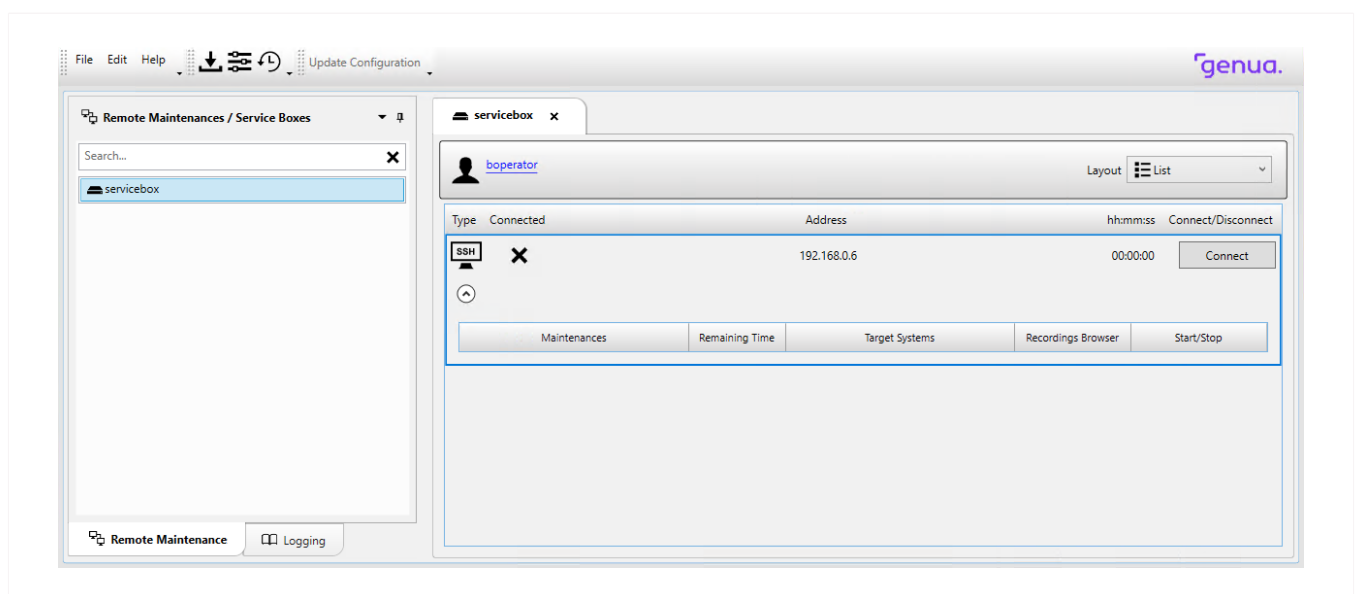 File Edit Help Update Configuration
genua.
Remote Maintenances / Service Boxes
Search...
servicebox
Remote Maintenance Logging
servicebox x
boperator
Layout List
Type Connected Address hh:mm:ss Connect/Disconnect
SSH 192.168.0.6 00:00:00 Connect
Maintenances Remaining Time Target Systems Recordings Browser Start/Stop